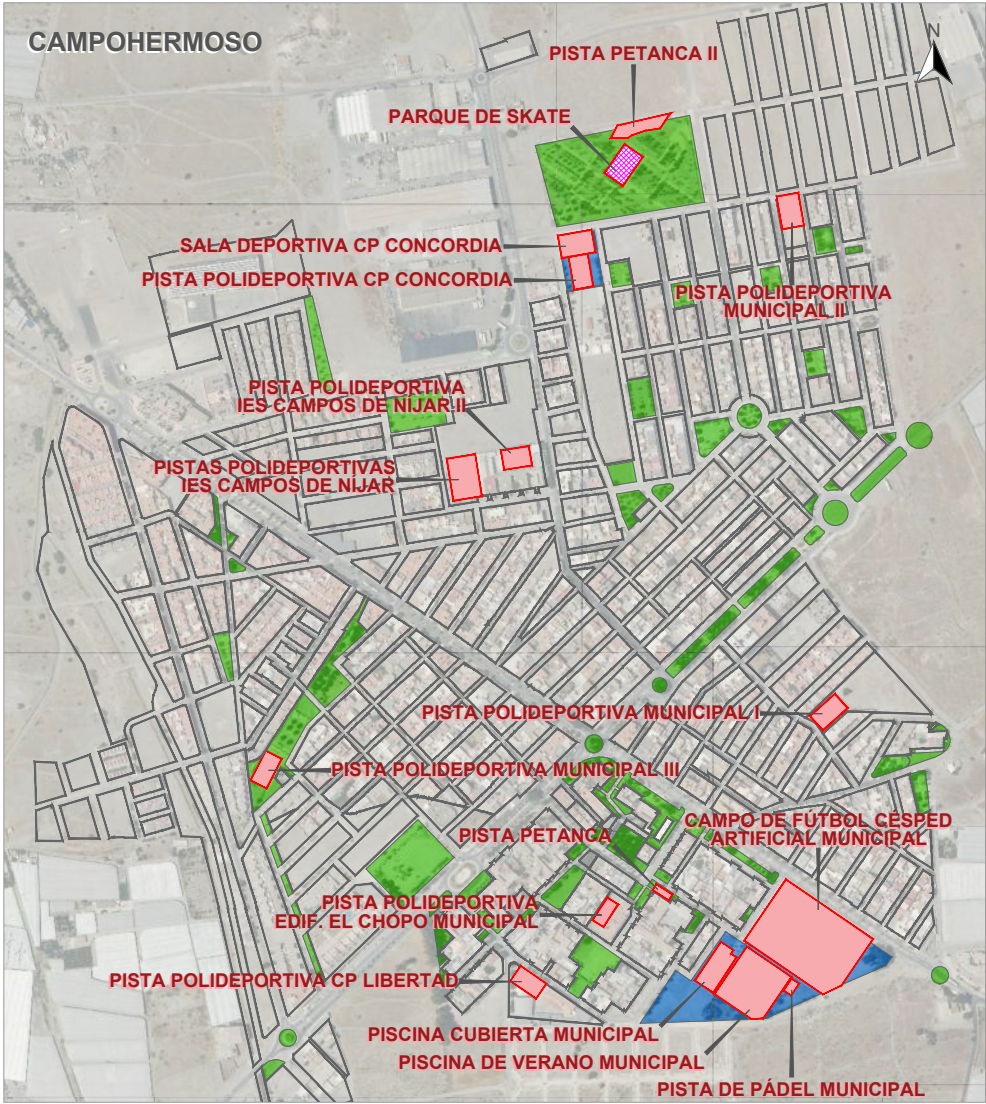 CAMPOHERMOSO
N
PISTA PETANCA II
PARQUE DE SKATE
SALA DEPORTIVA CP CONCORDIA
PISTA POLIDEPORTIVA CP CONCORDIA
PISTA POLIDEPORTIVA
MUNICIPAL II
PISTA POLIDEPORTIVA
IES CAMPOS DE NIJAR II
PISTAS POLIDEPORTIVAS
IES CAMPOS DE NIJAR
PISTA POLIDEPORTIVA MUNICIPAL I
PISTA POLIDEPORTIVA MUNICIPAL III
PISTA PETANCA
CAMPO DE FÚTBOL CÉSPED
ARTIFICIAL MUNICIPAL
PISTA POLIDEPORTIVA
EDIF. EL CHOPO MUNICIPAL
PISTA POLIDEPORTIVA CP LIBERTAD
PISCINA CUBIERTA MUNICIPAL
PISCINA DE VERANO MUNICIPAL
PISTA DE PÁDEL MUNICIPAL